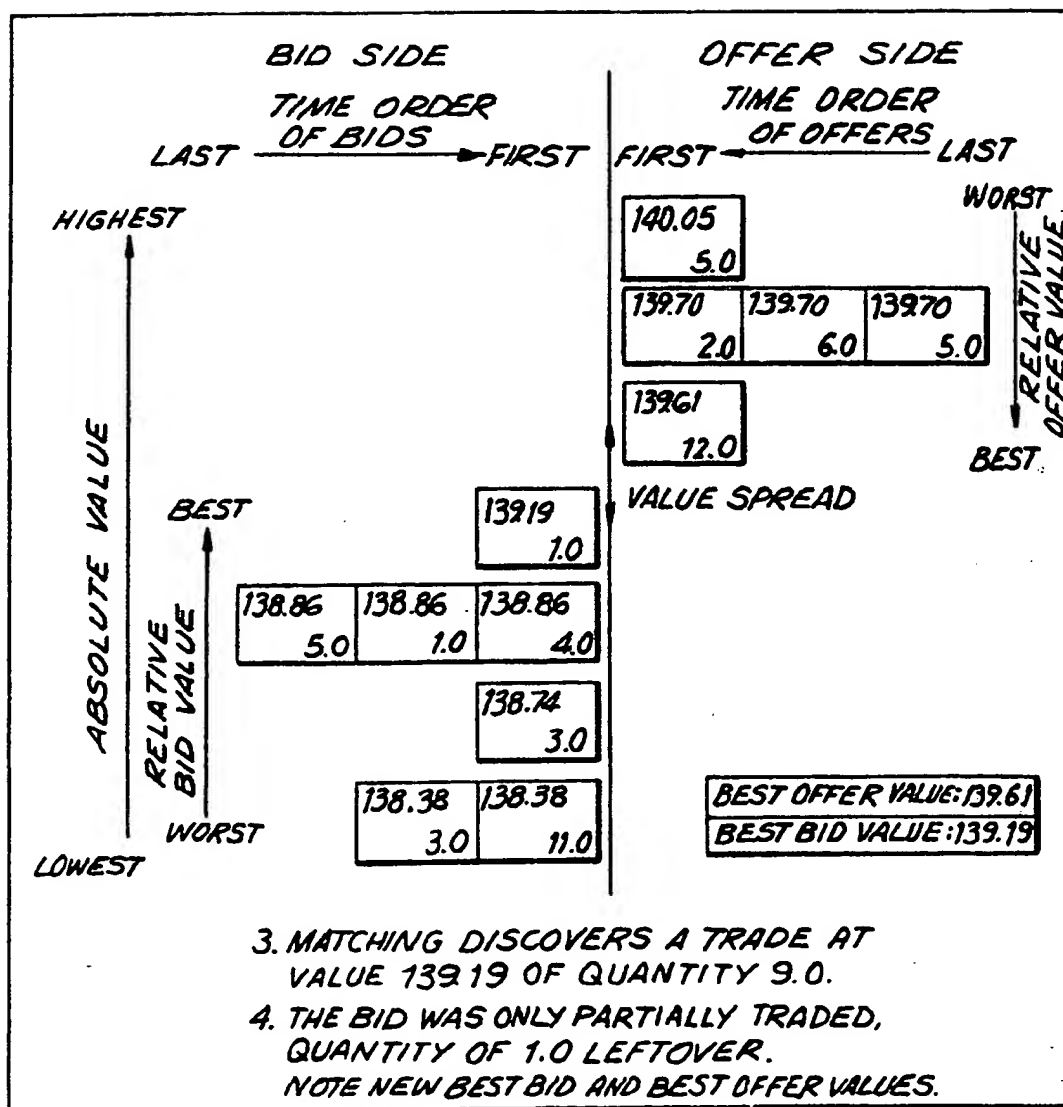 BID SIDE
OFFER SIDE
TIME ORDER
OF BIDS
TIME ORDER
OF OFFERS
LAST
FIRST
FIRST
LAST
HIGHEST
WORST
140.05
5.0
139.70
139.70
139.70
2.0
6.0
5.0
RELATIVE
OFFER VALUE
139.61
12.0
BEST
VALUE SPREAD
BEST
139.19
1.0
ABSOLUTE VALUE
RELATIVE
BID VALUE
138.86
138.86
138.86
5.0
1.0
4.0
138.74
3.0
138.38
138.38
3.0
11.0
WORST
LOWEST
BEST OFFER VALUE:139.61
BEST BID VALUE:139.19
3. MATCHING DISCOVERS A TRADE AT
VALUE 139.19 OF QUANTITY 9.0.
4. THE BID WAS ONLY PARTIALLY TRADED,
QUANTITY OF 1.0 LEFTOVER.
NOTE NEW BEST BID AND BEST OFFER VALUES.